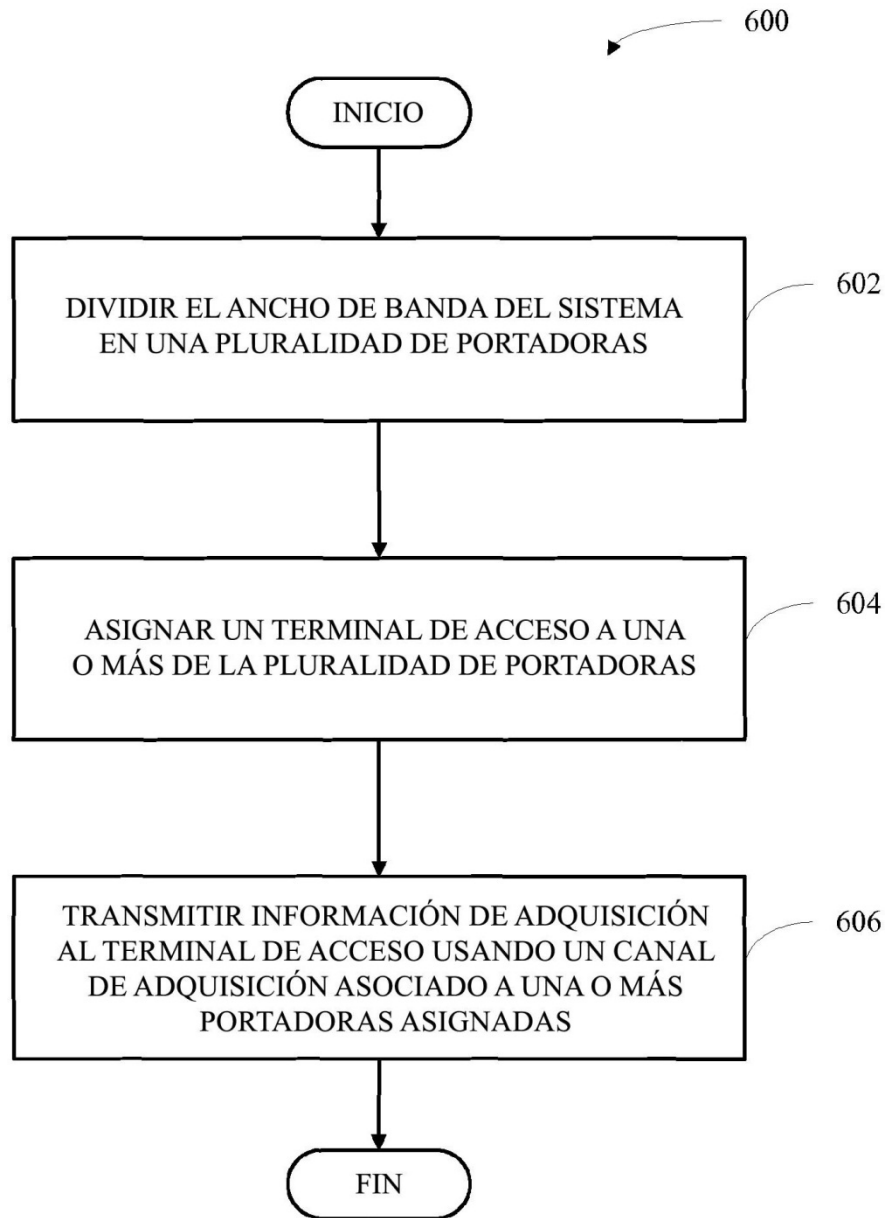 600
INICIO
DIVIDIR EL ANCHO DE BANDA DEL SISTEMA
EN UNA PLURALIDAD DE PORTADORAS
602
ASIGNAR UN TERMINAL DE ACCESO A UNA
O MÁS DE LA PLURALIDAD DE PORTADORAS
604
TRANSMITIR INFORMACIÓN DE ADQUISICIÓN
AL TERMINAL DE ACCESO USANDO UN CANAL
DE ADQUISICIÓN ASOCIADO A UNA O MÁS
PORTADORAS ASIGNADAS
606
FIN